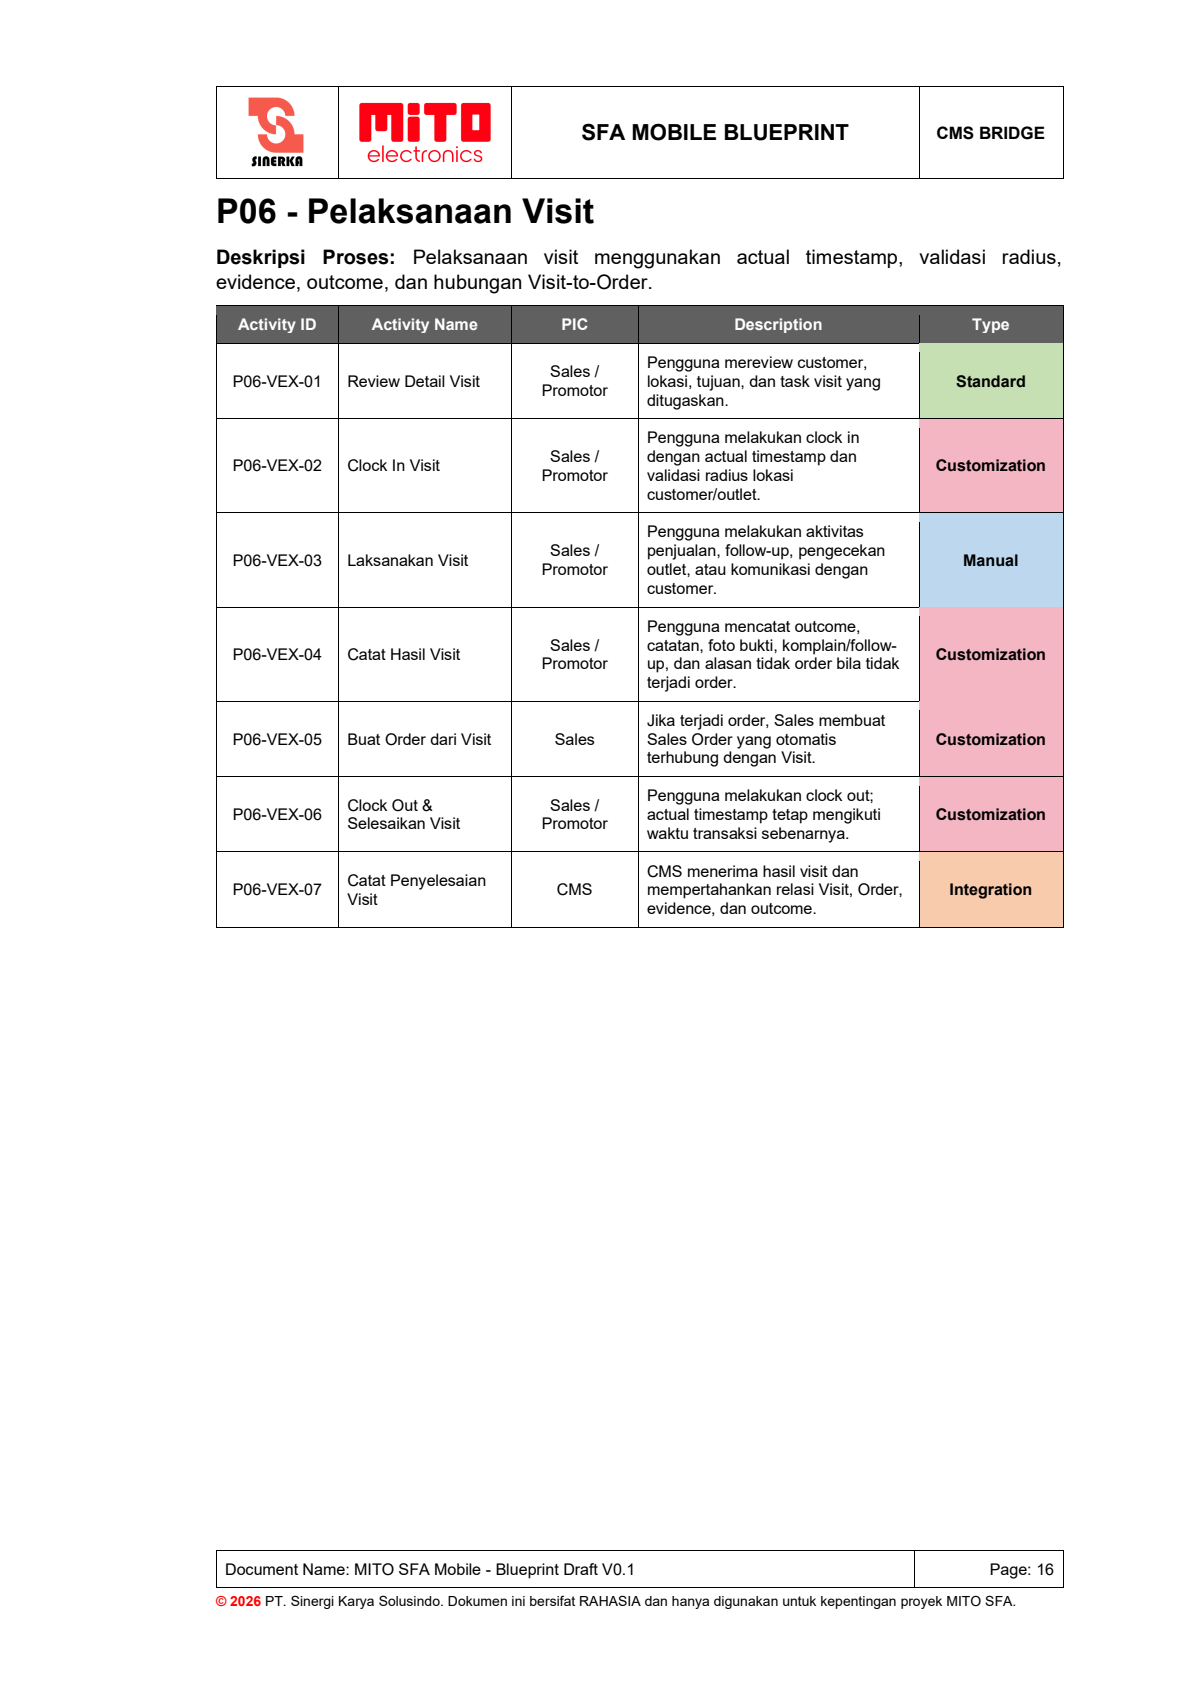 SINERKA
MiTO
electronics
SFA MOBILE BLUEPRINT
CMS BRIDGE
P06 - Pelaksanaan Visit
Deskripsi Proses: Pelaksanaan visit menggunakan actual timestamp, validasi radius,
evidence, outcome, dan hubungan Visit-to-Order.
Activity ID Activity Name PIC Description Type
P06-VEX-01
Review Detail Visit
Sales /
Promotor
Pengguna mereview customer,
lokasi, tujuan, dan task visit yang
ditugaskan.
Standard
P06-VEX-02
Clock In Visit
Sales /
Promotor
Pengguna melakukan clock in
dengan actual timestamp dan
validasi radius lokasi
customer/outlet.
Customization
P06-VEX-03
Laksanakan Visit
Sales /
Promotor
Pengguna melakukan aktivitas
penjualan, follow-up, pengecekan
outlet, atau komunikasi dengan
customer.
Manual
P06-VEX-04
Catat Hasil Visit
Sales /
Promotor
Pengguna mencatat outcome,
catatan, foto bukti, komplain/follow-
up, dan alasan tidak order bila tidak
terjadi order.
Customization
P06-VEX-05
Buat Order dari Visit
Sales
Jika terjadi order, Sales membuat
Sales Order yang otomatis
terhubung dengan Visit.
Customization
P06-VEX-06
Clock Out &
Selesaikan Visit
Sales /
Promotor
Pengguna melakukan clock out;
actual timestamp tetap mengikuti
waktu transaksi sebenarnya.
Customization
P06-VEX-07
Catat Penyelesaian
Visit
CMS
CMS menerima hasil visit dan
mempertahankan relasi Visit, Order,
evidence, dan outcome.
Integration
Document Name: MITO SFA Mobile - Blueprint Draft V0.1
Page: 16
© 2026 PT. Sinergi Karya Solusindo. Dokumen ini bersifat RAHASIA dan hanya digunakan untuk kepentingan proyek MITO SFA.